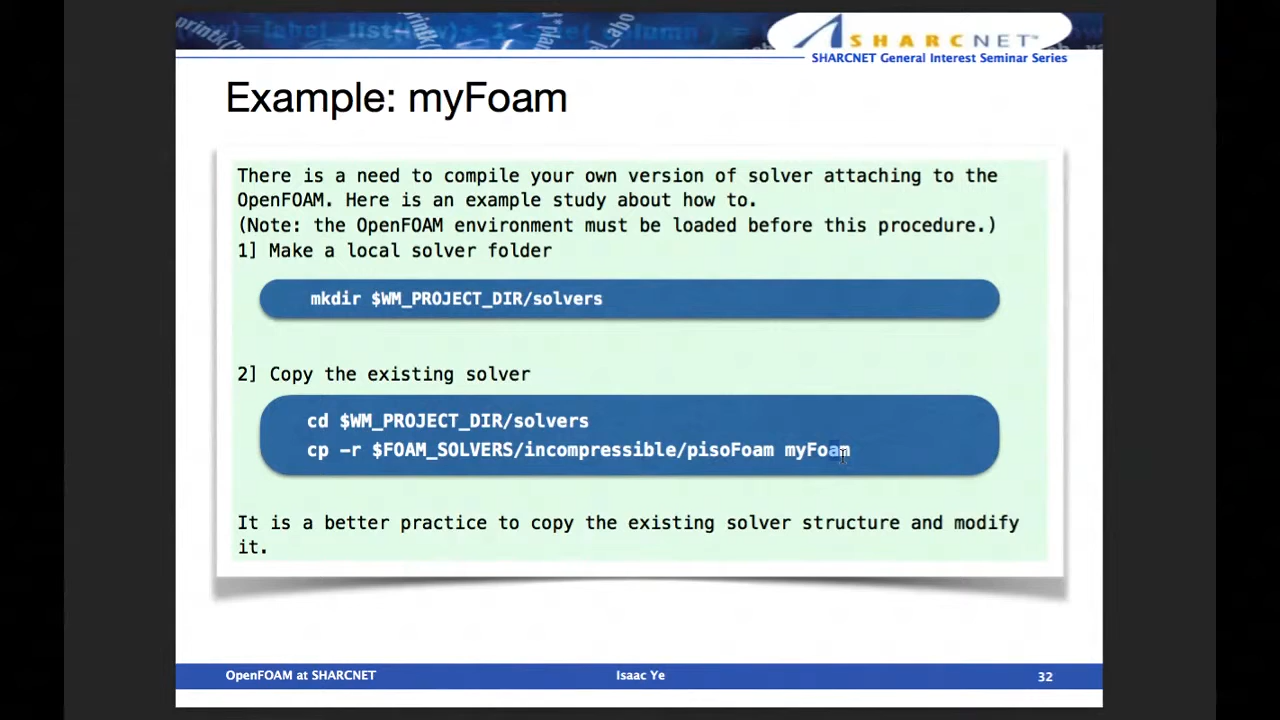 SHARCNET™
SHARCNET General Interest Seminar Series
Example: myFoam
There is a need to compile your own version of solver attaching to the
OpenFOAM. Here is an example study about how to.
(Note: the OpenFOAM environment must be loaded before this procedure.)
1] Make a local solver folder
mkdir $WM_PROJECT_DIR/solvers
2] Copy the existing solver
cd $WM_PROJECT_DIR/solvers
cp -r $FOAM_SOLVERS/incompressible/pisoFoam myFoam
It is a better practice to copy the existing solver structure and modify
it.
OpenFOAM at SHARCNET
Isaac Ye
32